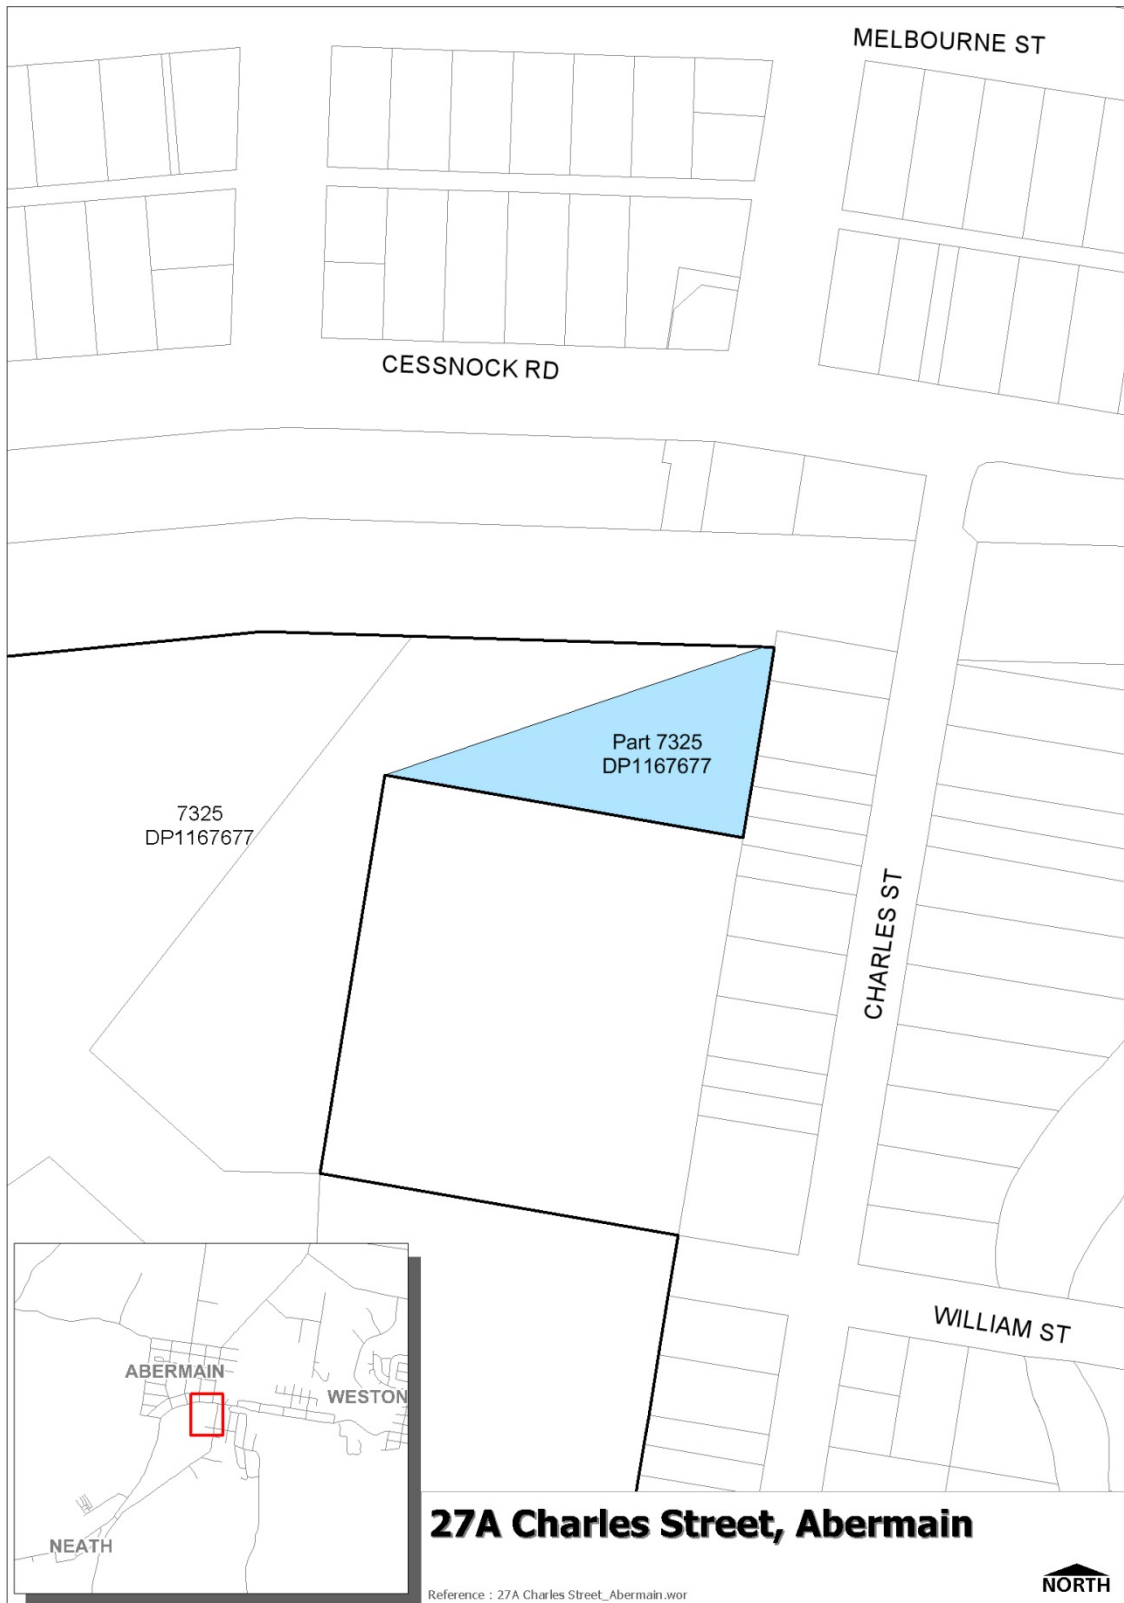 MELBOURNE ST
CESSNOCK RD
Part 7325
DP1167677
7325
DP1167677
CHARLES ST
WILLIAM ST
ABERMAIN
WESTON
NEATH
27A Charles Street, Abermain
Reference : 27A Charles Street_Abermain.wor
NORTH